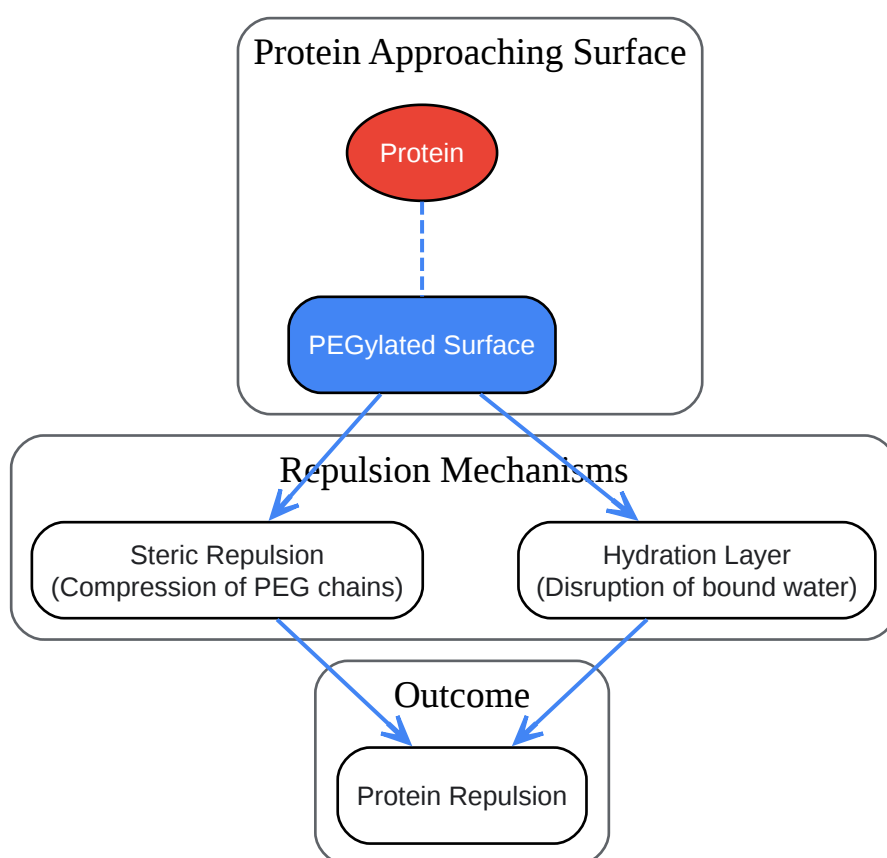 Protein Approaching Surface
Protein
PEGylated Surface
Repulsion Mechanisms
Steric Repulsion
(Compression of PEG chains)
Hydration Layer
(Disruption of bound water)
Outcome
Protein Repulsion